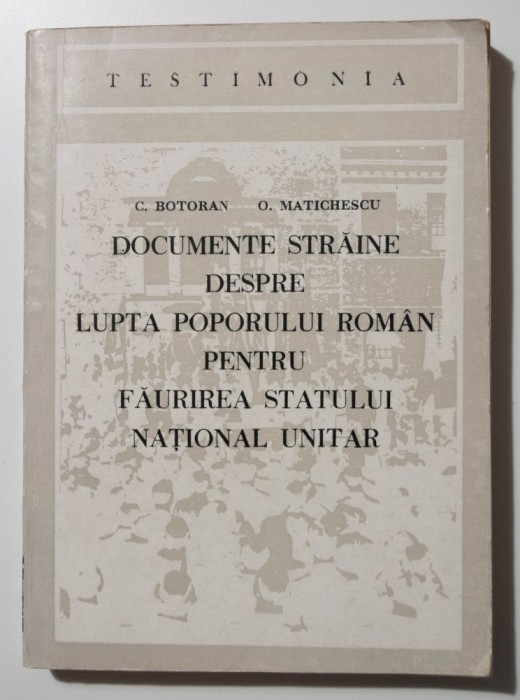 TESTIMONIA
C. BOTORAN O. MATICHESCU
DOCUMENTE STRĂINE
DESPRE
LUPTA POPORULUI ROMÂN
PENTRU
FĂURIREA STATULUI
NAȚIONAL UNITAR